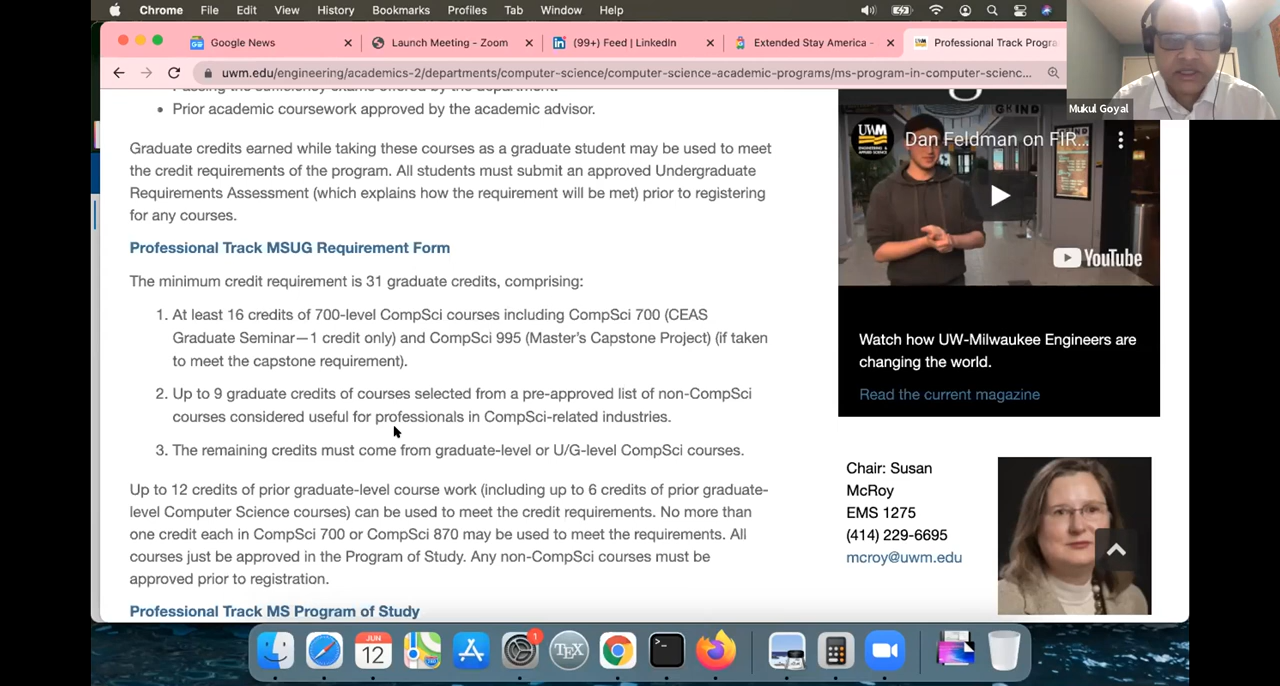 Chrome File Edit View History Bookmarks Profiles Tab Window Help
Google News
Launch Meeting - Zoom
(99+) Feed | LinkedIn
Extended Stay America -
Professional Track Progra
uwm.edu/engineering/academics-2/departments/computer-science/computer-science-academic-programs/ms-program-in-computer-scienc...
Mukul Goyal
Passing the sufficiency exams offered by the department.
• Prior academic coursework approved by the academic advisor.
Graduate credits earned while taking these courses as a graduate student may be used to meet
the credit requirements of the program. All students must submit an approved Undergraduate
Requirements Assessment (which explains how the requirement will be met) prior to registering
for any courses.
Professional Track MSUG Requirement Form
The minimum credit requirement is 31 graduate credits, comprising:
1. At least 16 credits of 700-level CompSci courses including CompSci 700 (CEAS
Graduate Seminar—1 credit only) and CompSci 995 (Master's Capstone Project) (if taken
to meet the capstone requirement).
2. Up to 9 graduate credits of courses selected from a pre-approved list of non-CompSci
courses considered useful for professionals in CompSci-related industries.
3. The remaining credits must come from graduate-level or U/G-level CompSci courses.
Up to 12 credits of prior graduate-level course work (including up to 6 credits of prior graduate-
level Computer Science courses) can be used to meet the credit requirements. No more than
one credit each in CompSci 700 or CompSci 870 may be used to meet the requirements. All
courses just be approved in the Program of Study. Any non-CompSci courses must be
approved prior to registration.
Professional Track MS Program of Study
GRIND
UWM
ENGINEERING
& APPLIED
SCIENCE
Dan Feldman on FIR...
YouTube
Watch how UW-Milwaukee Engineers are
changing the world.
Read the current magazine
Chair: Susan
McRoy
EMS 1275
(414) 229-6695
mcroy@uwm.edu
JUN
12
1
TEX